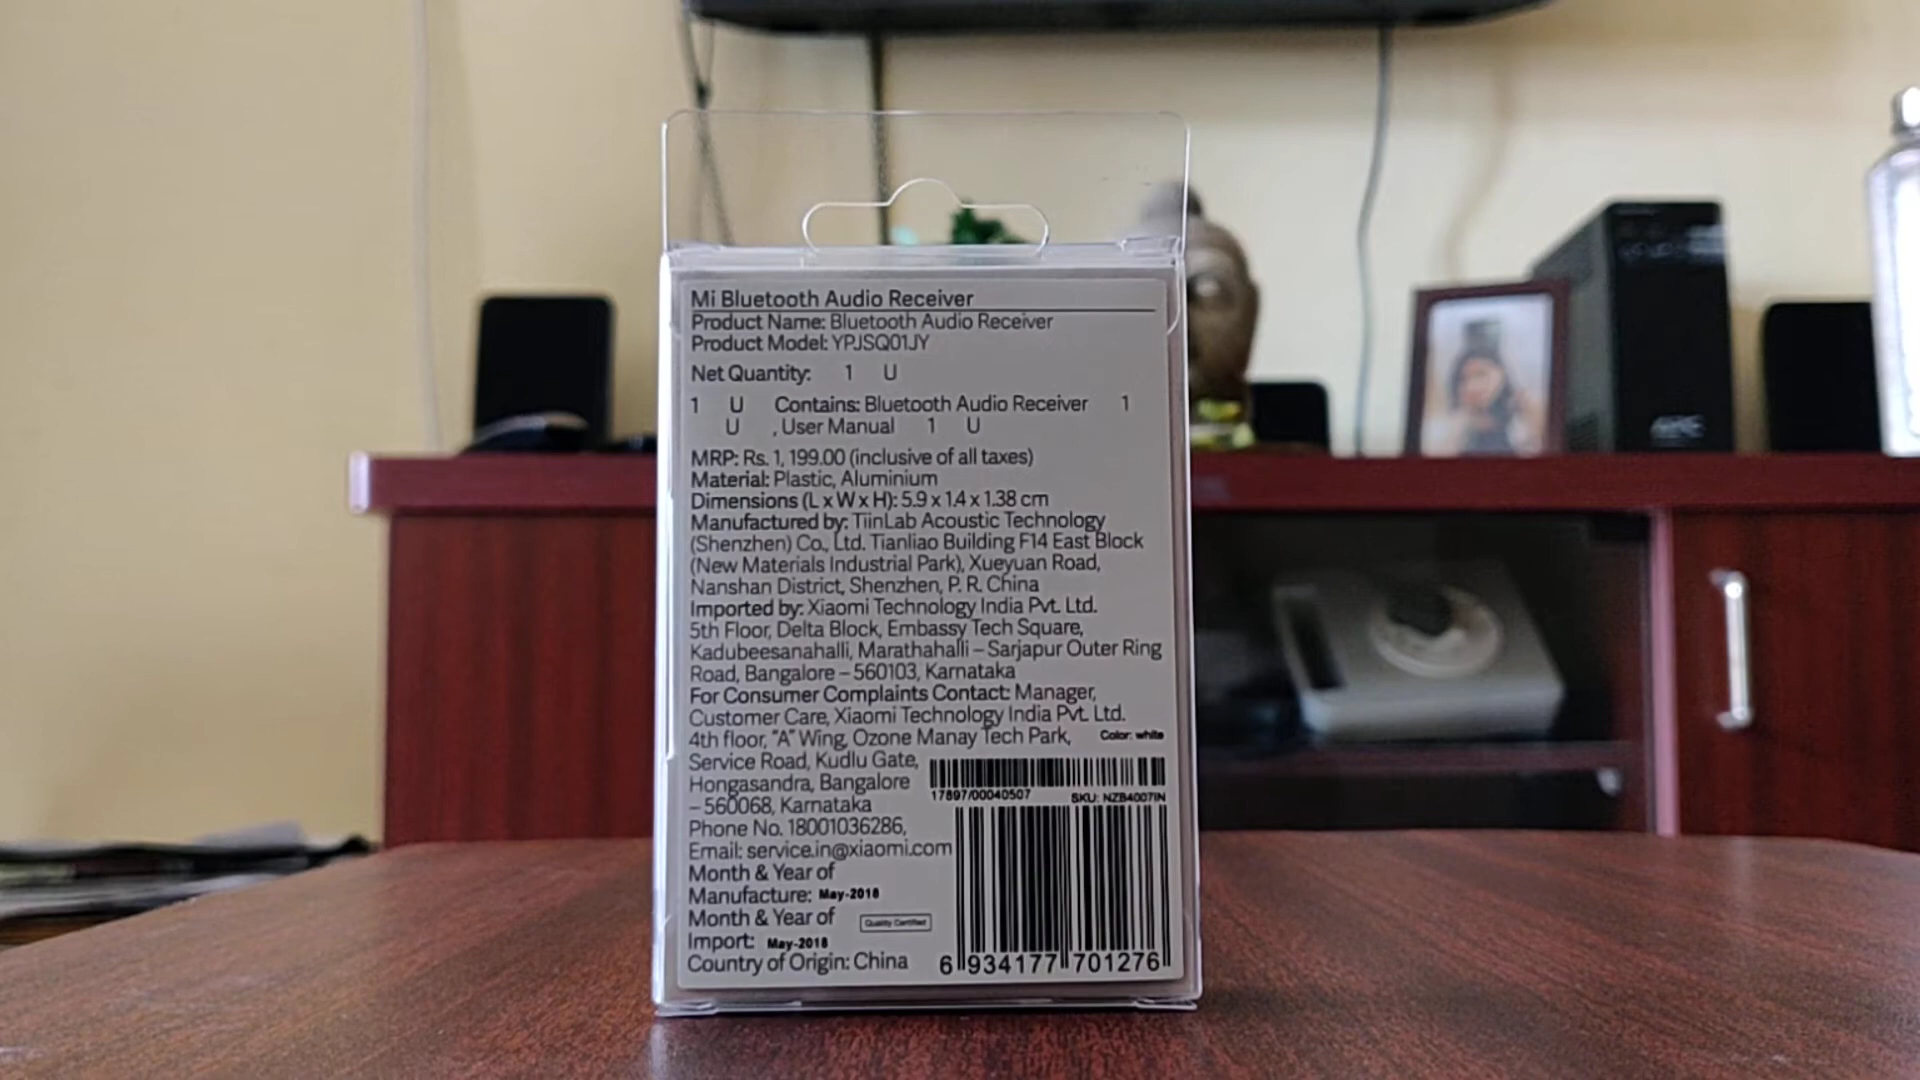 Mi Bluetooth Audio Receiver
Product Name: Bluetooth Audio Receiver
Product Model: YPJSQ01JY
Net Quantity: 1 U
1 U Contains: Bluetooth Audio Receiver 1
U , User Manual 1 U
MRP: Rs. 1, 199.00 (inclusive of all taxes)
Material: Plastic, Aluminium
Dimensions (L x W x H): 5.9 x 1.4 x 1.38 cm
Manufactured by: TiinLab Acoustic Technology
(Shenzhen) Co., Ltd. Tianliao Building F14 East Block
(New Materials Industrial Park), Xueyuan Road,
Nanshan District, Shenzhen, P. R. China
Imported by: Xiaomi Technology India Pvt. Ltd.
5th Floor, Delta Block, Embassy Tech Square,
Kadubeesanahalli, Marathahalli – Sarjapur Outer Ring
Road, Bangalore – 560103, Karnataka
For Consumer Complaints Contact: Manager,
Customer Care, Xiaomi Technology India Pvt. Ltd.
4th floor, "A" Wing, Ozone Manay Tech Park,
Service Road, Kudlu Gate,
Hongasandra, Bangalore
– 560068, Karnataka
Phone No. 18001036286,
Email: service.in@xiaomi.com
Month & Year of
Manufacture: May-2018
Month & Year of
Import: May-2018
Country of Origin: China
Quality Certified
Color: white
17897/00040507 SKU: NZB4007IN
6 934177 701276